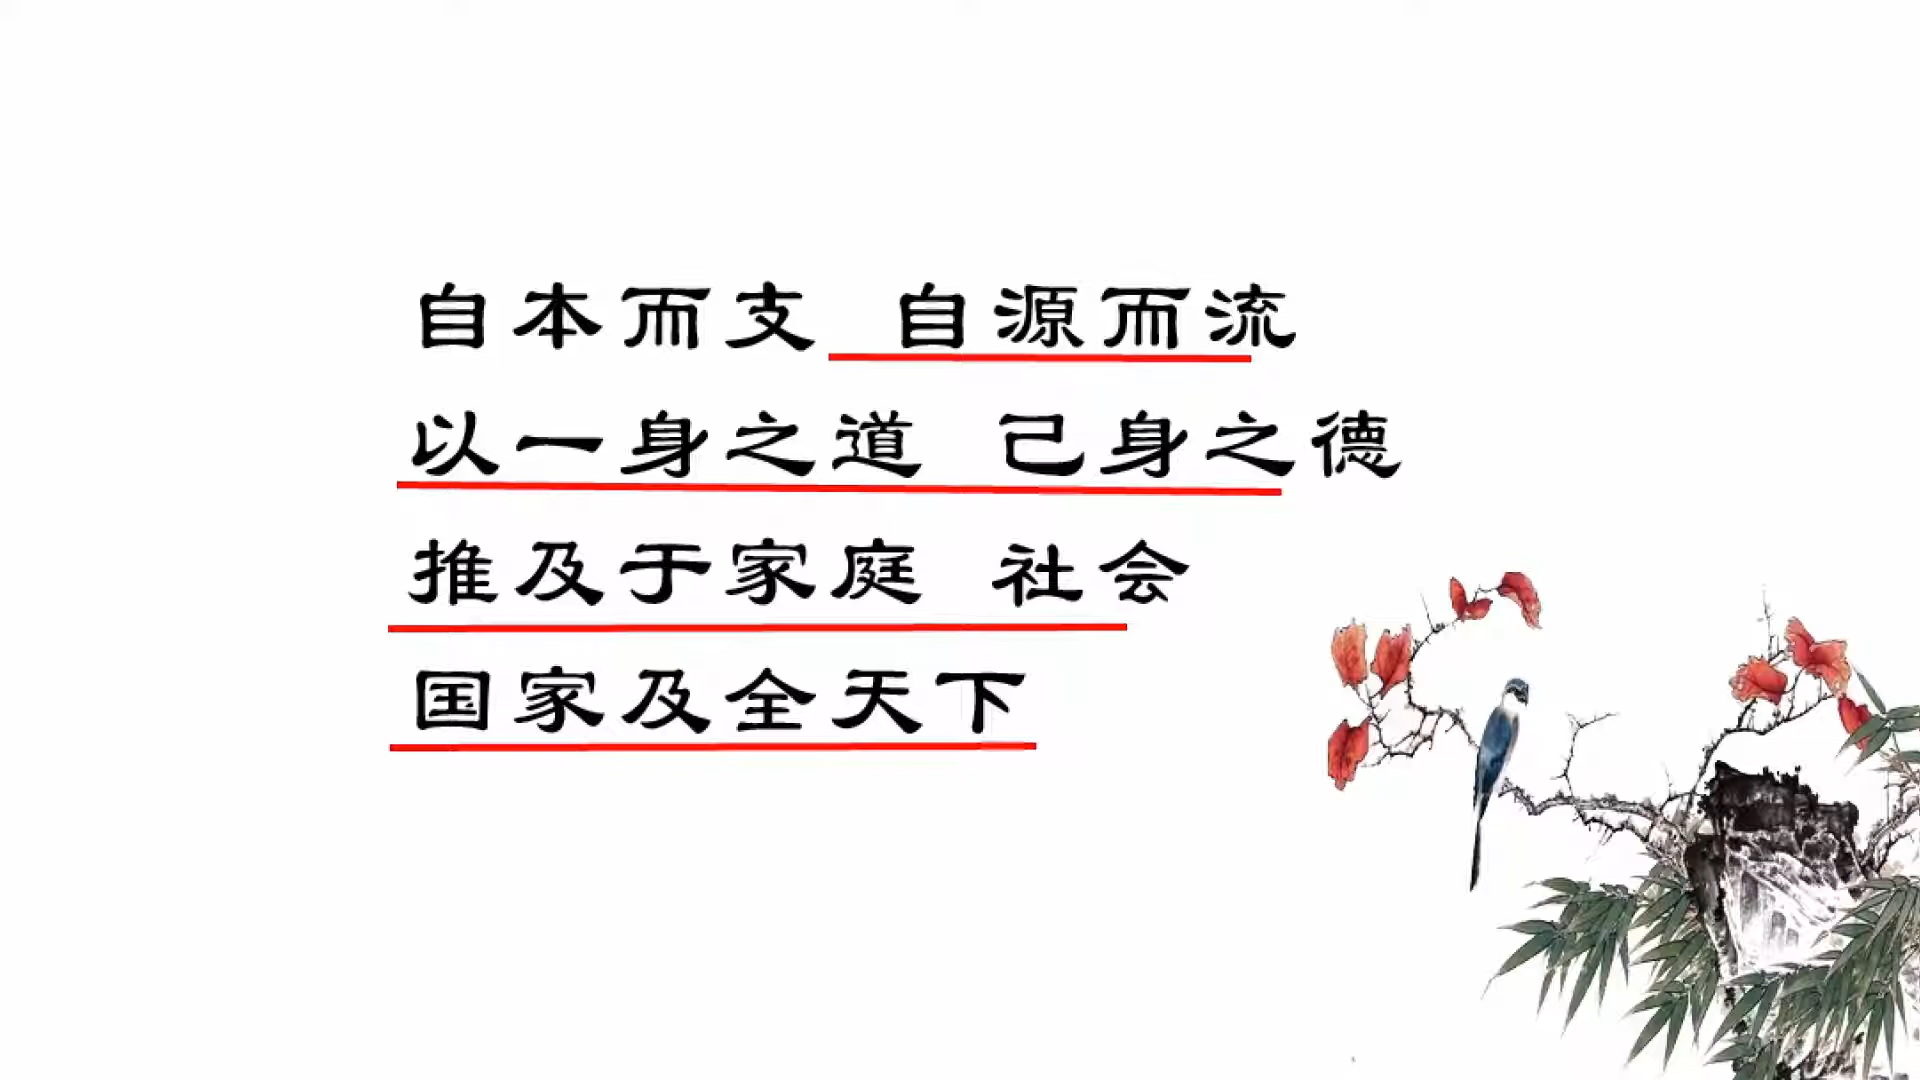 自本而支 自源而流
以一身之道 己身之德
推及于家庭 社会
国家及全天下